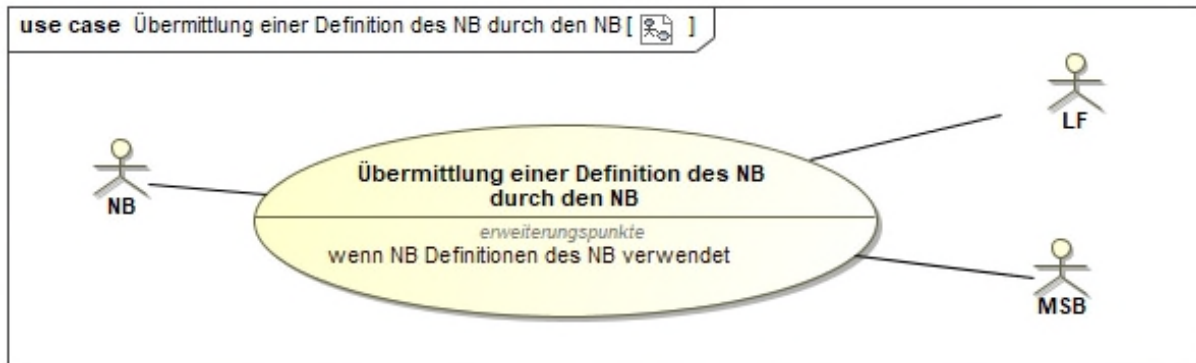 use case Übermittlung einer Definition des NB durch den NB [ ]
LF
Übermittlung einer Definition des NB
durch den NB
NB
erweiterungspunkte
wenn NB Definitionen des NB verwendet
MSB